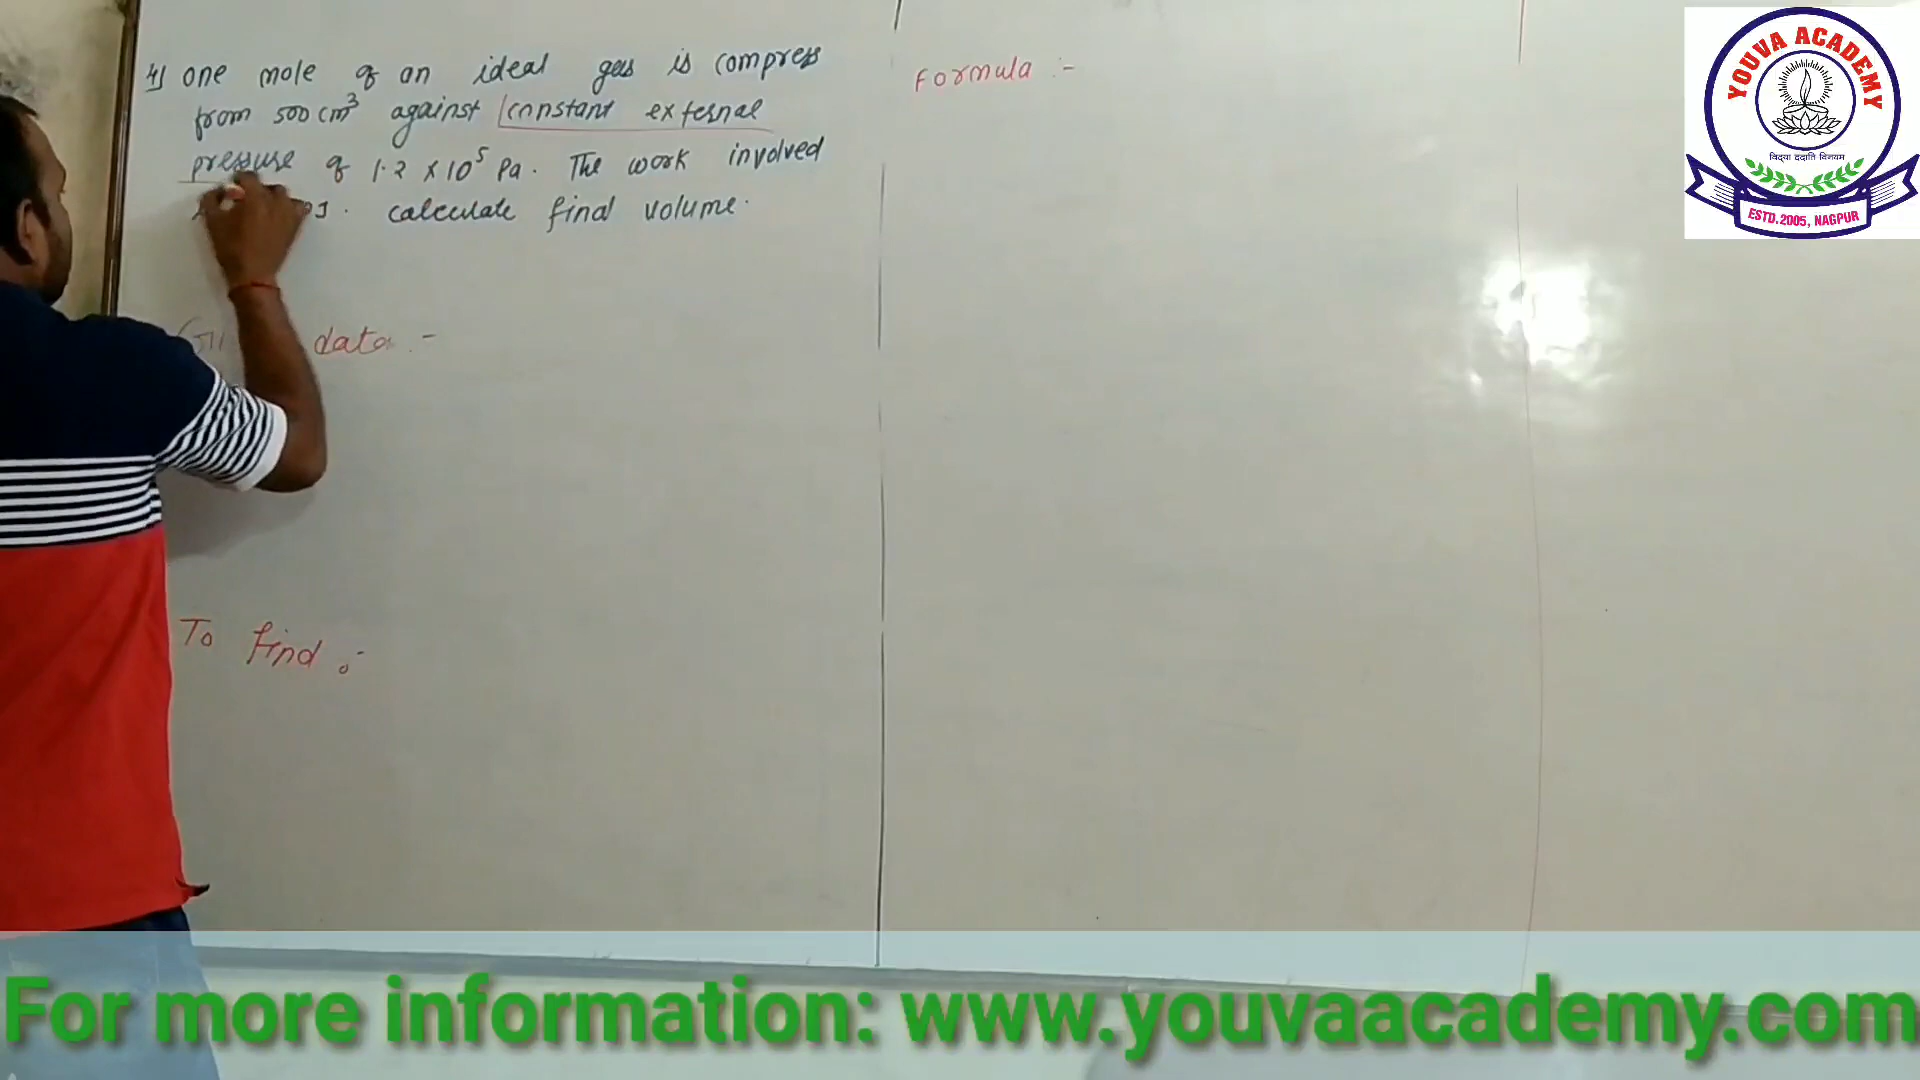 4) one mole of an ideal gas is compress
from 500 cm³ against constant external
pressure of 1.2 × 10⁵ Pa. The work involved
calculate final volume.
data :-
To find :-
Formula :-
YOUVA ACADEMY
विद्या ददाति विनयम
ESTD.2005, NAGPUR
For more information: www.youvaacademy.com